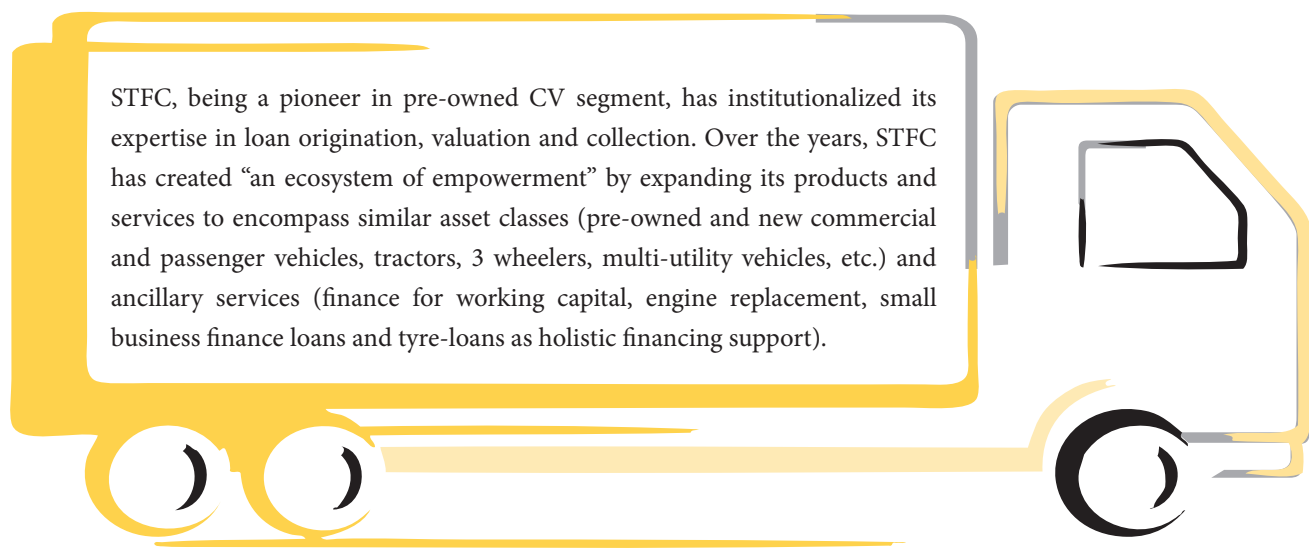 STFC, being a pioneer in pre-owned CV segment, has institutionalized its
expertise in loan origination, valuation and collection. Over the years, STFC
has created “an ecosystem of empowerment” by expanding its products and
services to encompass similar asset classes (pre-owned and new commercial
and passenger vehicles, tractors, 3 wheelers, multi-utility vehicles, etc.) and
ancillary services (finance for working capital, engine replacement, small
business finance loans and tyre-loans as holistic financing support).